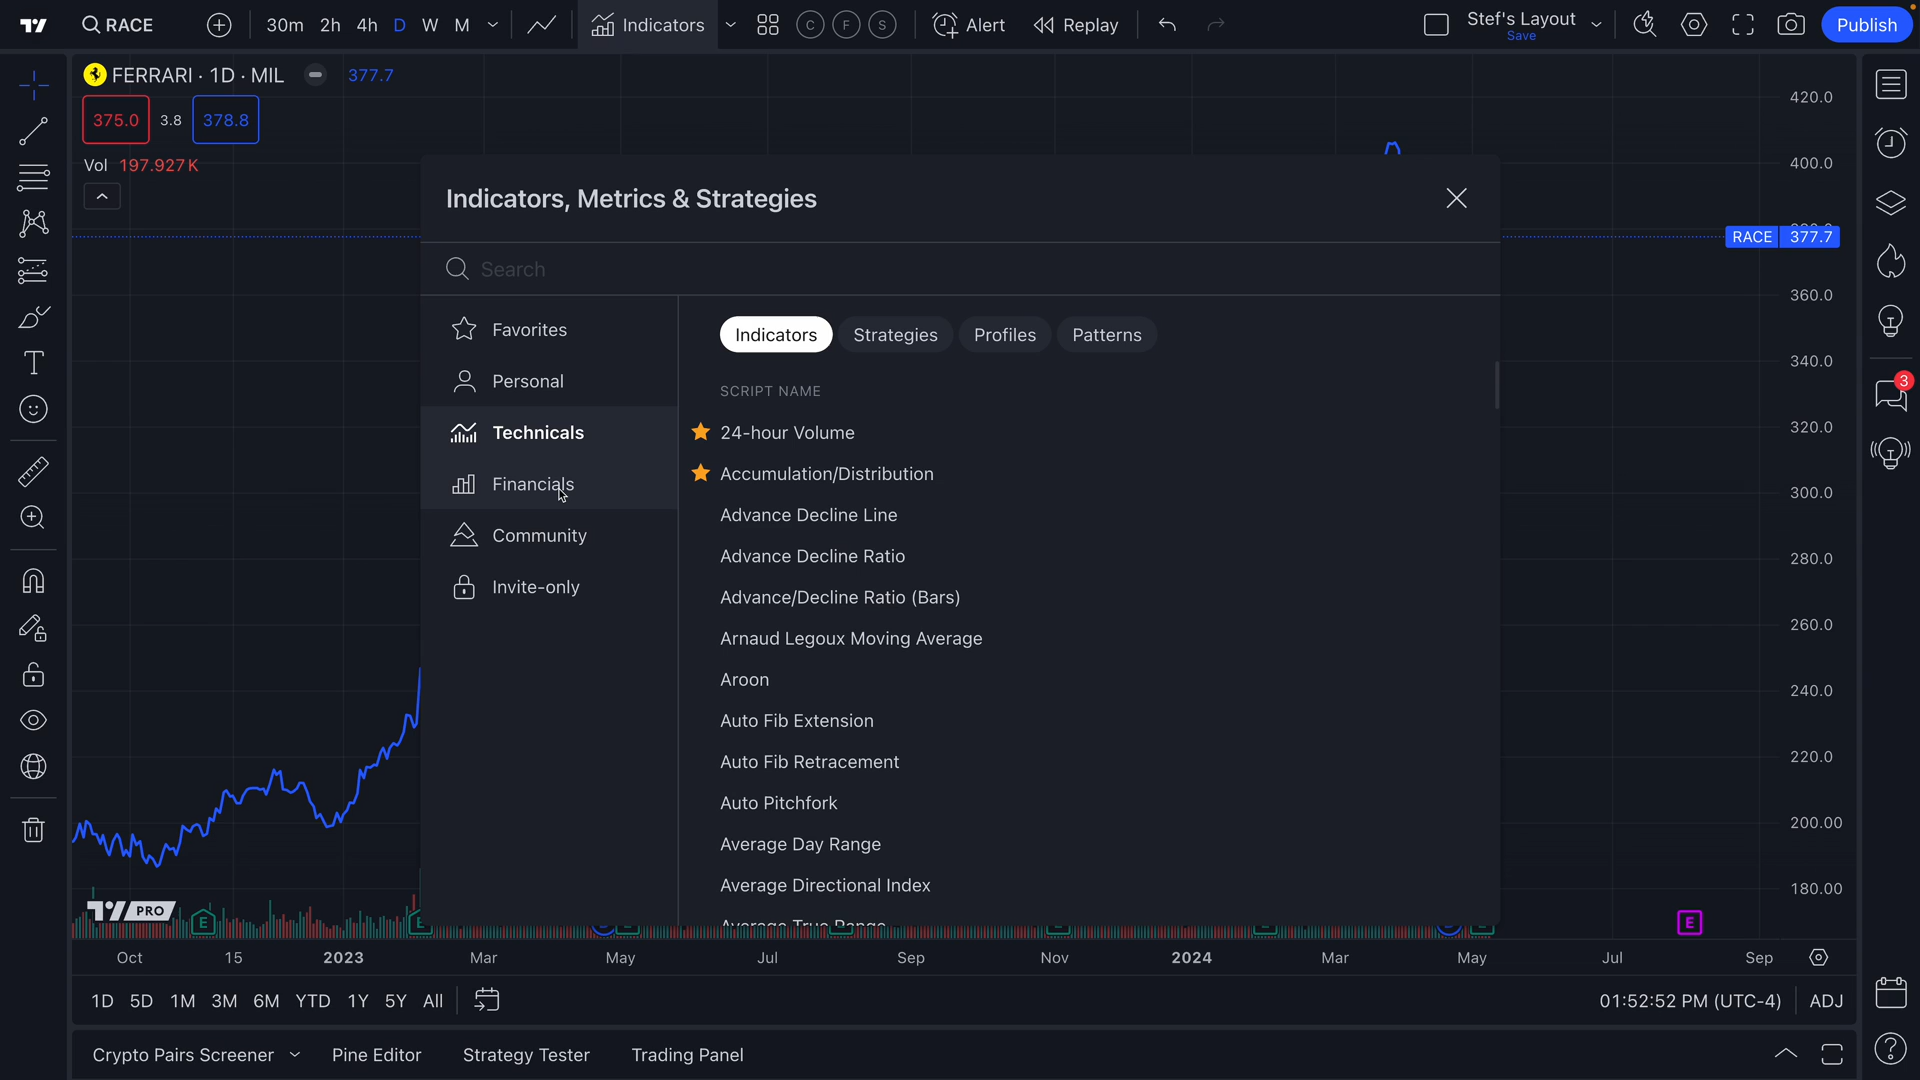 RACE
30m 2h 4h D W M
Indicators
C F S
Alert
Replay
Stef's Layout
Save
Publish
FERRARI · 1D · MIL
377.7
375.0 3.8 378.8
Vol 197.927K
Indicators, Metrics & Strategies
Search
Favorites
Personal
Technicals
Financials
Community
Invite-only
Indicators Strategies Profiles Patterns
SCRIPT NAME
24-hour Volume
Accumulation/Distribution
Advance Decline Line
Advance Decline Ratio
Advance/Decline Ratio (Bars)
Arnaud Legoux Moving Average
Aroon
Auto Fib Extension
Auto Fib Retracement
Auto Pitchfork
Average Day Range
Average Directional Index
Average True Range
420.0
400.0
RACE 377.7
360.0
340.0
320.0
300.0
280.0
260.0
240.0
220.0
200.00
180.00
3
PRO
E
E
E
Oct 15 2023 Mar May Jul Sep Nov 2024 Mar May Jul Sep
1D 5D 1M 3M 6M YTD 1Y 5Y All
01:52:52 PM (UTC-4) ADJ
Crypto Pairs Screener Pine Editor Strategy Tester Trading Panel